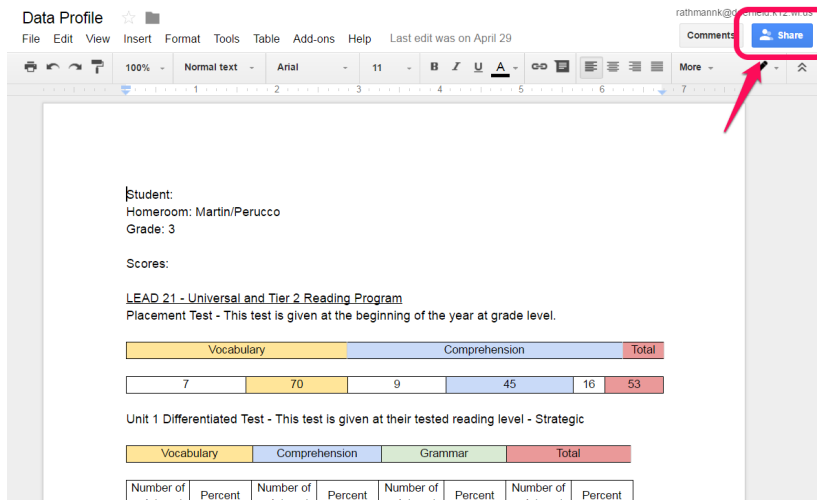 Data Profile
File Edit View Insert Format Tools Table Add-ons Help Last edit was on April 29
Comments
Share
100% Normal text Arial 11 B I U A More
1 2 3 4 5 6 7
Student:
Homeroom: Martin/Perucco
Grade: 3
Scores:
LEAD 21 - Universal and Tier 2 Reading Program
Placement Test - This test is given at the beginning of the year at grade level.
Vocabulary Comprehension Total
7 70 9 45 16 53
Unit 1 Differentiated Test - This test is given at their tested reading level - Strategic
Vocabulary Comprehension Grammar Total
Number of Percent Number of Percent Number of Percent Number of Percent